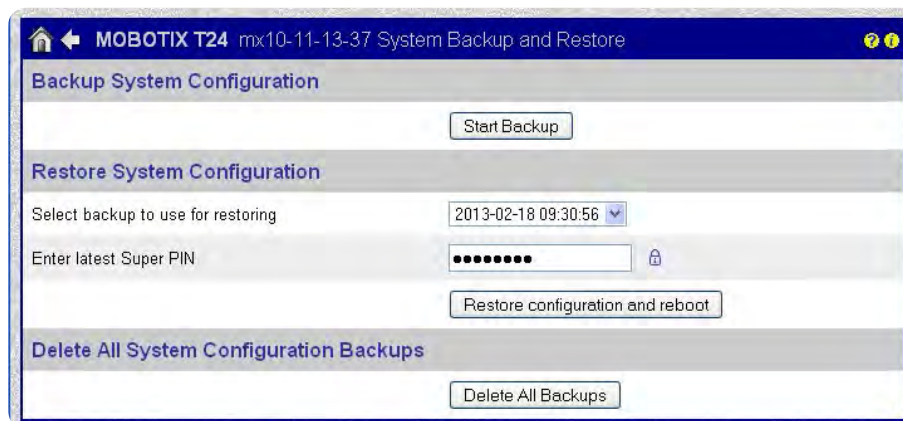 MOBOTIX T24 mx10-11-13-37 System Backup and Restore
Backup System Configuration
Start Backup
Restore System Configuration
Select backup to use for restoring 2013-02-18 09:30:56
Enter latest Super PIN ●●●●●●●●
Restore configuration and reboot
Delete All System Configuration Backups
Delete All Backups